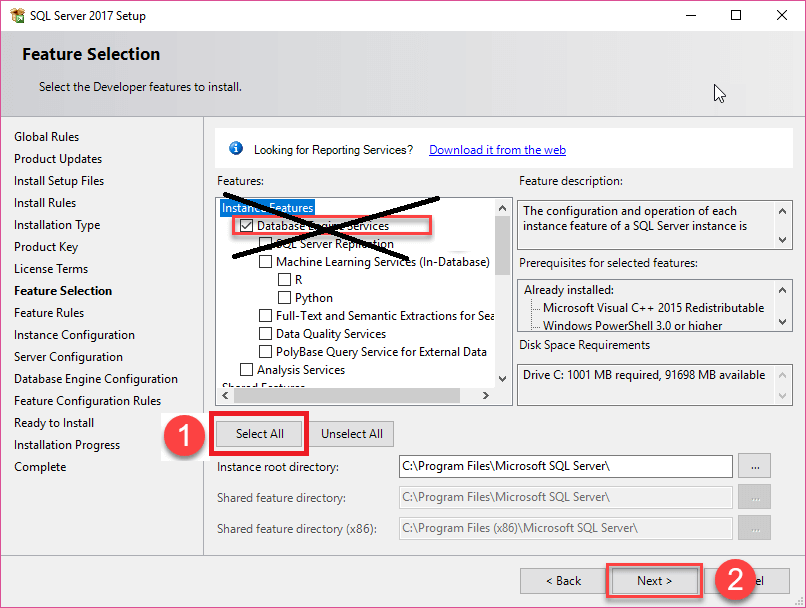 SQL Server 2017 Setup
Feature Selection
Select the Developer features to install.
Global Rules
Product Updates
Install Setup Files
Install Rules
Installation Type
Product Key
License Terms
Feature Selection
Feature Rules
Instance Configuration
Server Configuration
Database Engine Configuration
Feature Configuration Rules
Ready to Install
Installation Progress
Complete
Looking for Reporting Services? Download it from the web
Features:
Instance Features
Database Engine Services
SQL Server Replication
Machine Learning Services (In-Database)
R
Python
Full-Text and Semantic Extractions for Sea
Data Quality Services
PolyBase Query Service for External Data
Analysis Services
Shared Features
Feature description:
The configuration and operation of each
instance feature of a SQL Server instance is
Prerequisites for selected features:
Already installed:
Microsoft Visual C++ 2015 Redistributable
Windows PowerShell 3.0 or higher
Disk Space Requirements
Drive C: 1001 MB required, 91698 MB available
1
Select All
Unselect All
Instance root directory:
C:\Program Files\Microsoft SQL Server\
...
Shared feature directory:
C:\Program Files\Microsoft SQL Server\
...
Shared feature directory (x86):
C:\Program Files (x86)\Microsoft SQL Server\
...
< Back
Next >
2
el